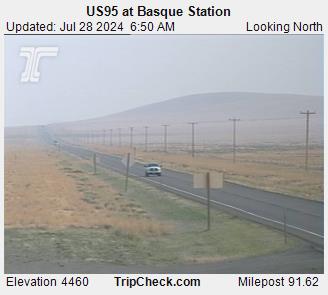 US95 at Basque Station
Updated: Jul 28 2024 6:50 AM Looking North
Elevation 4460 TripCheck.com Milepost 91.62